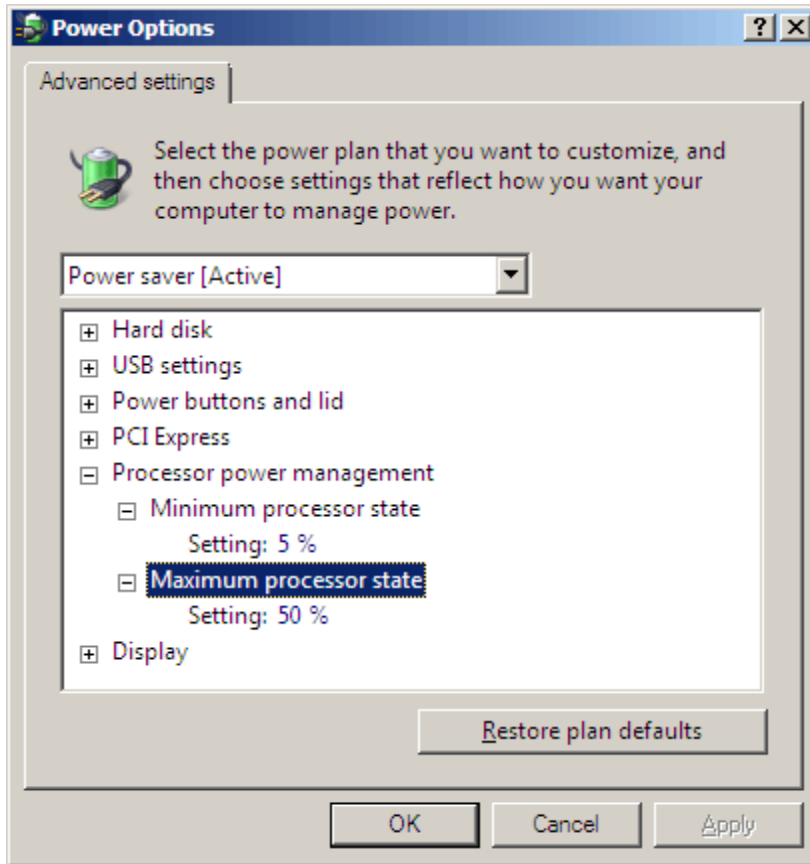 Power Options
Advanced settings
Select the power plan that you want to customize, and
then choose settings that reflect how you want your
computer to manage power.
Power saver [Active]
Hard disk
USB settings
Power buttons and lid
PCI Express
Processor power management
Minimum processor state
Setting: 5 %
Maximum processor state
Setting: 50 %
Display
Restore plan defaults
OK Cancel Apply